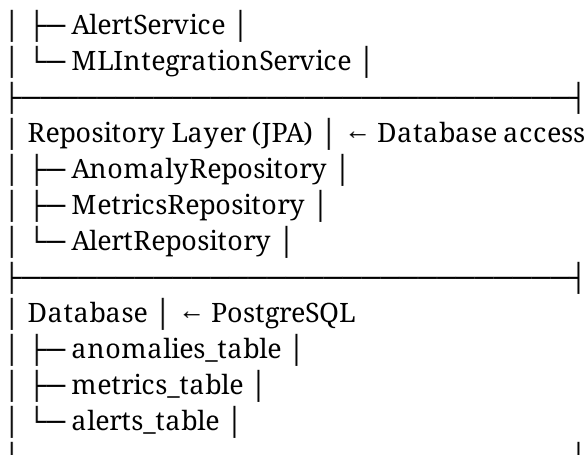 │ ├─ AlertService │
│ └─ MLIntegrationService │
├─────────────────────────────────┤
│ Repository Layer (JPA) │ ← Database access
│ ├─ AnomalyRepository │
│ ├─ MetricsRepository │
│ └─ AlertRepository │
├─────────────────────────────────┤
│ Database │ ← PostgreSQL
│ ├─ anomalies_table │
│ ├─ metrics_table │
│ └─ alerts_table │